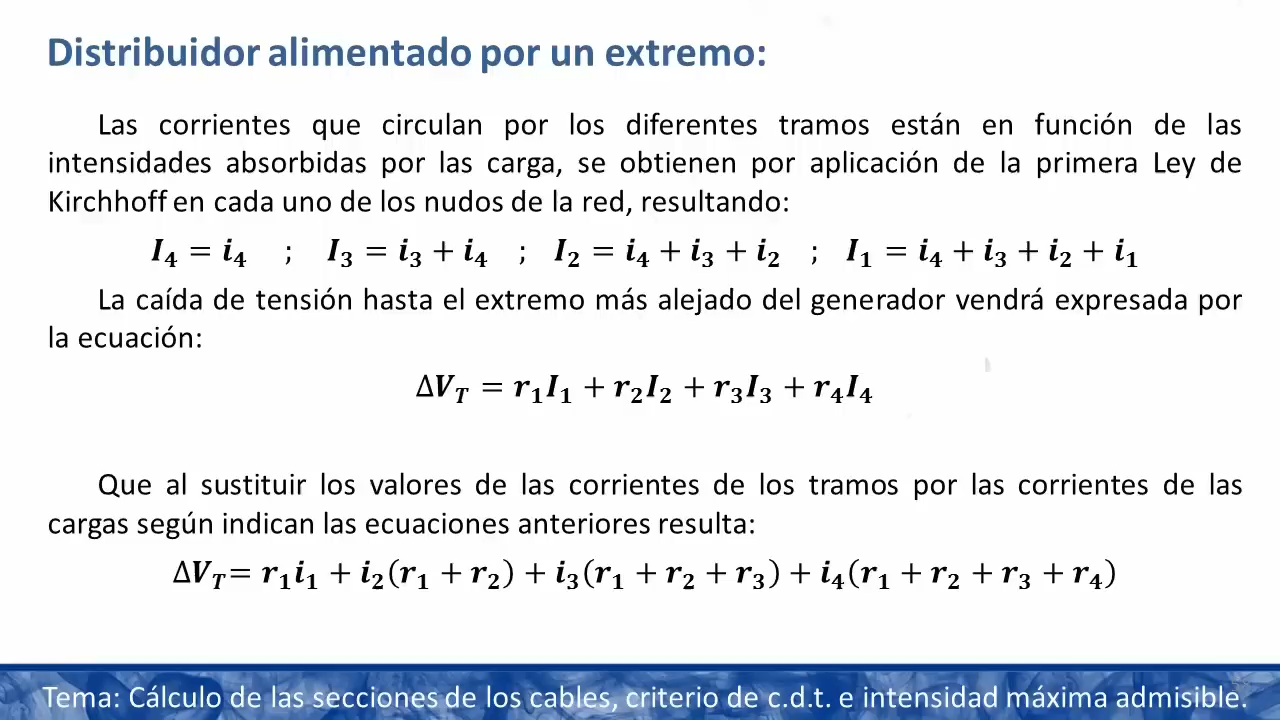 Distribuidor alimentado por un extremo:
Las corrientes que circulan por los diferentes tramos están en función de las
intensidades absorbidas por las carga, se obtienen por aplicación de la primera Ley de
Kirchhoff en cada uno de los nudos de la red, resultando:
I₄ = i₄ ; I₃ = i₃ + i₄ ; I₂ = i₄ + i₃ + i₂ ; I₁ = i₄ + i₃ + i₂ + i₁
La caída de tensión hasta el extremo más alejado del generador vendrá expresada por
la ecuación:
ΔV_T = r₁I₁ + r₂I₂ + r₃I₃ + r₄I₄
Que al sustituir los valores de las corrientes de los tramos por las corrientes de las
cargas según indican las ecuaciones anteriores resulta:
ΔV_T= r₁i₁ + i₂(r₁ + r₂) + i₃(r₁ + r₂ + r₃) + i₄(r₁ + r₂ + r₃ + r₄)
Tema: Cálculo de las secciones de los cables, criterio de c.d.t. e intensidad máxima admisible.